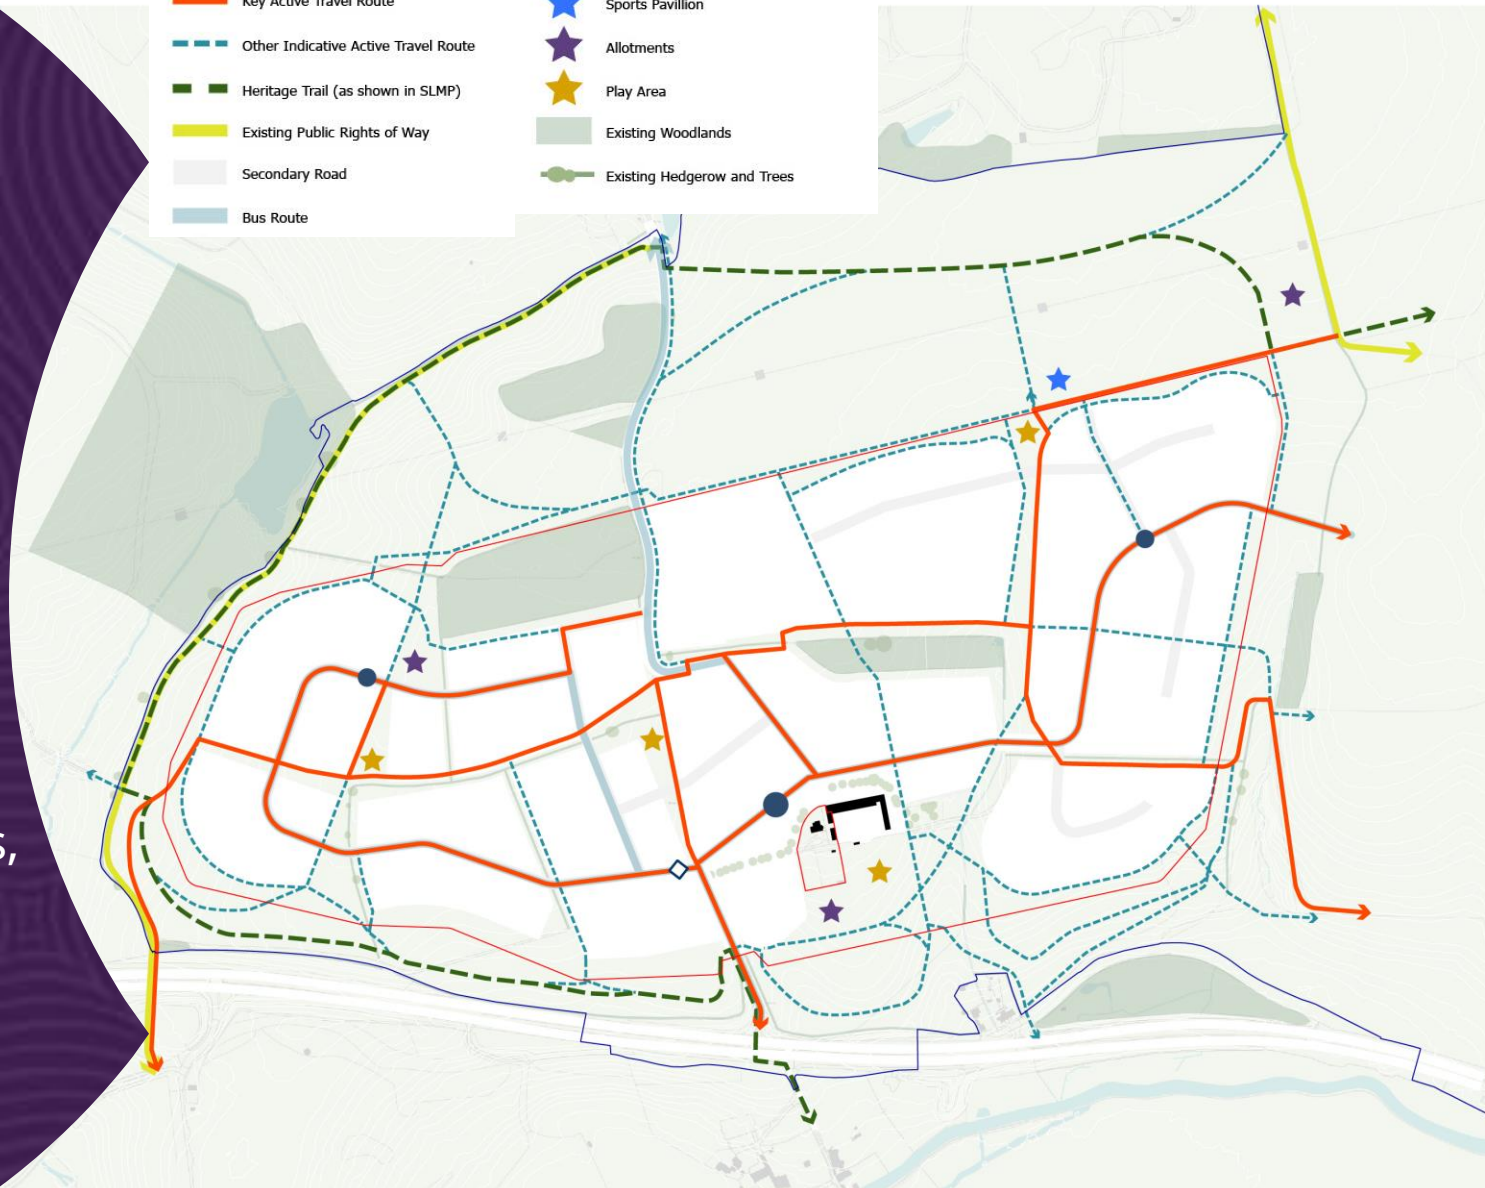 Key Active Travel Route
Other Indicative Active Travel Route
Heritage Trail (as shown in SLMP)
Existing Public Rights of Way
Secondary Road
Bus Route
Sports Pavillion
Allotments
Play Area
Existing Woodlands
Existing Hedgerow and Trees
s,